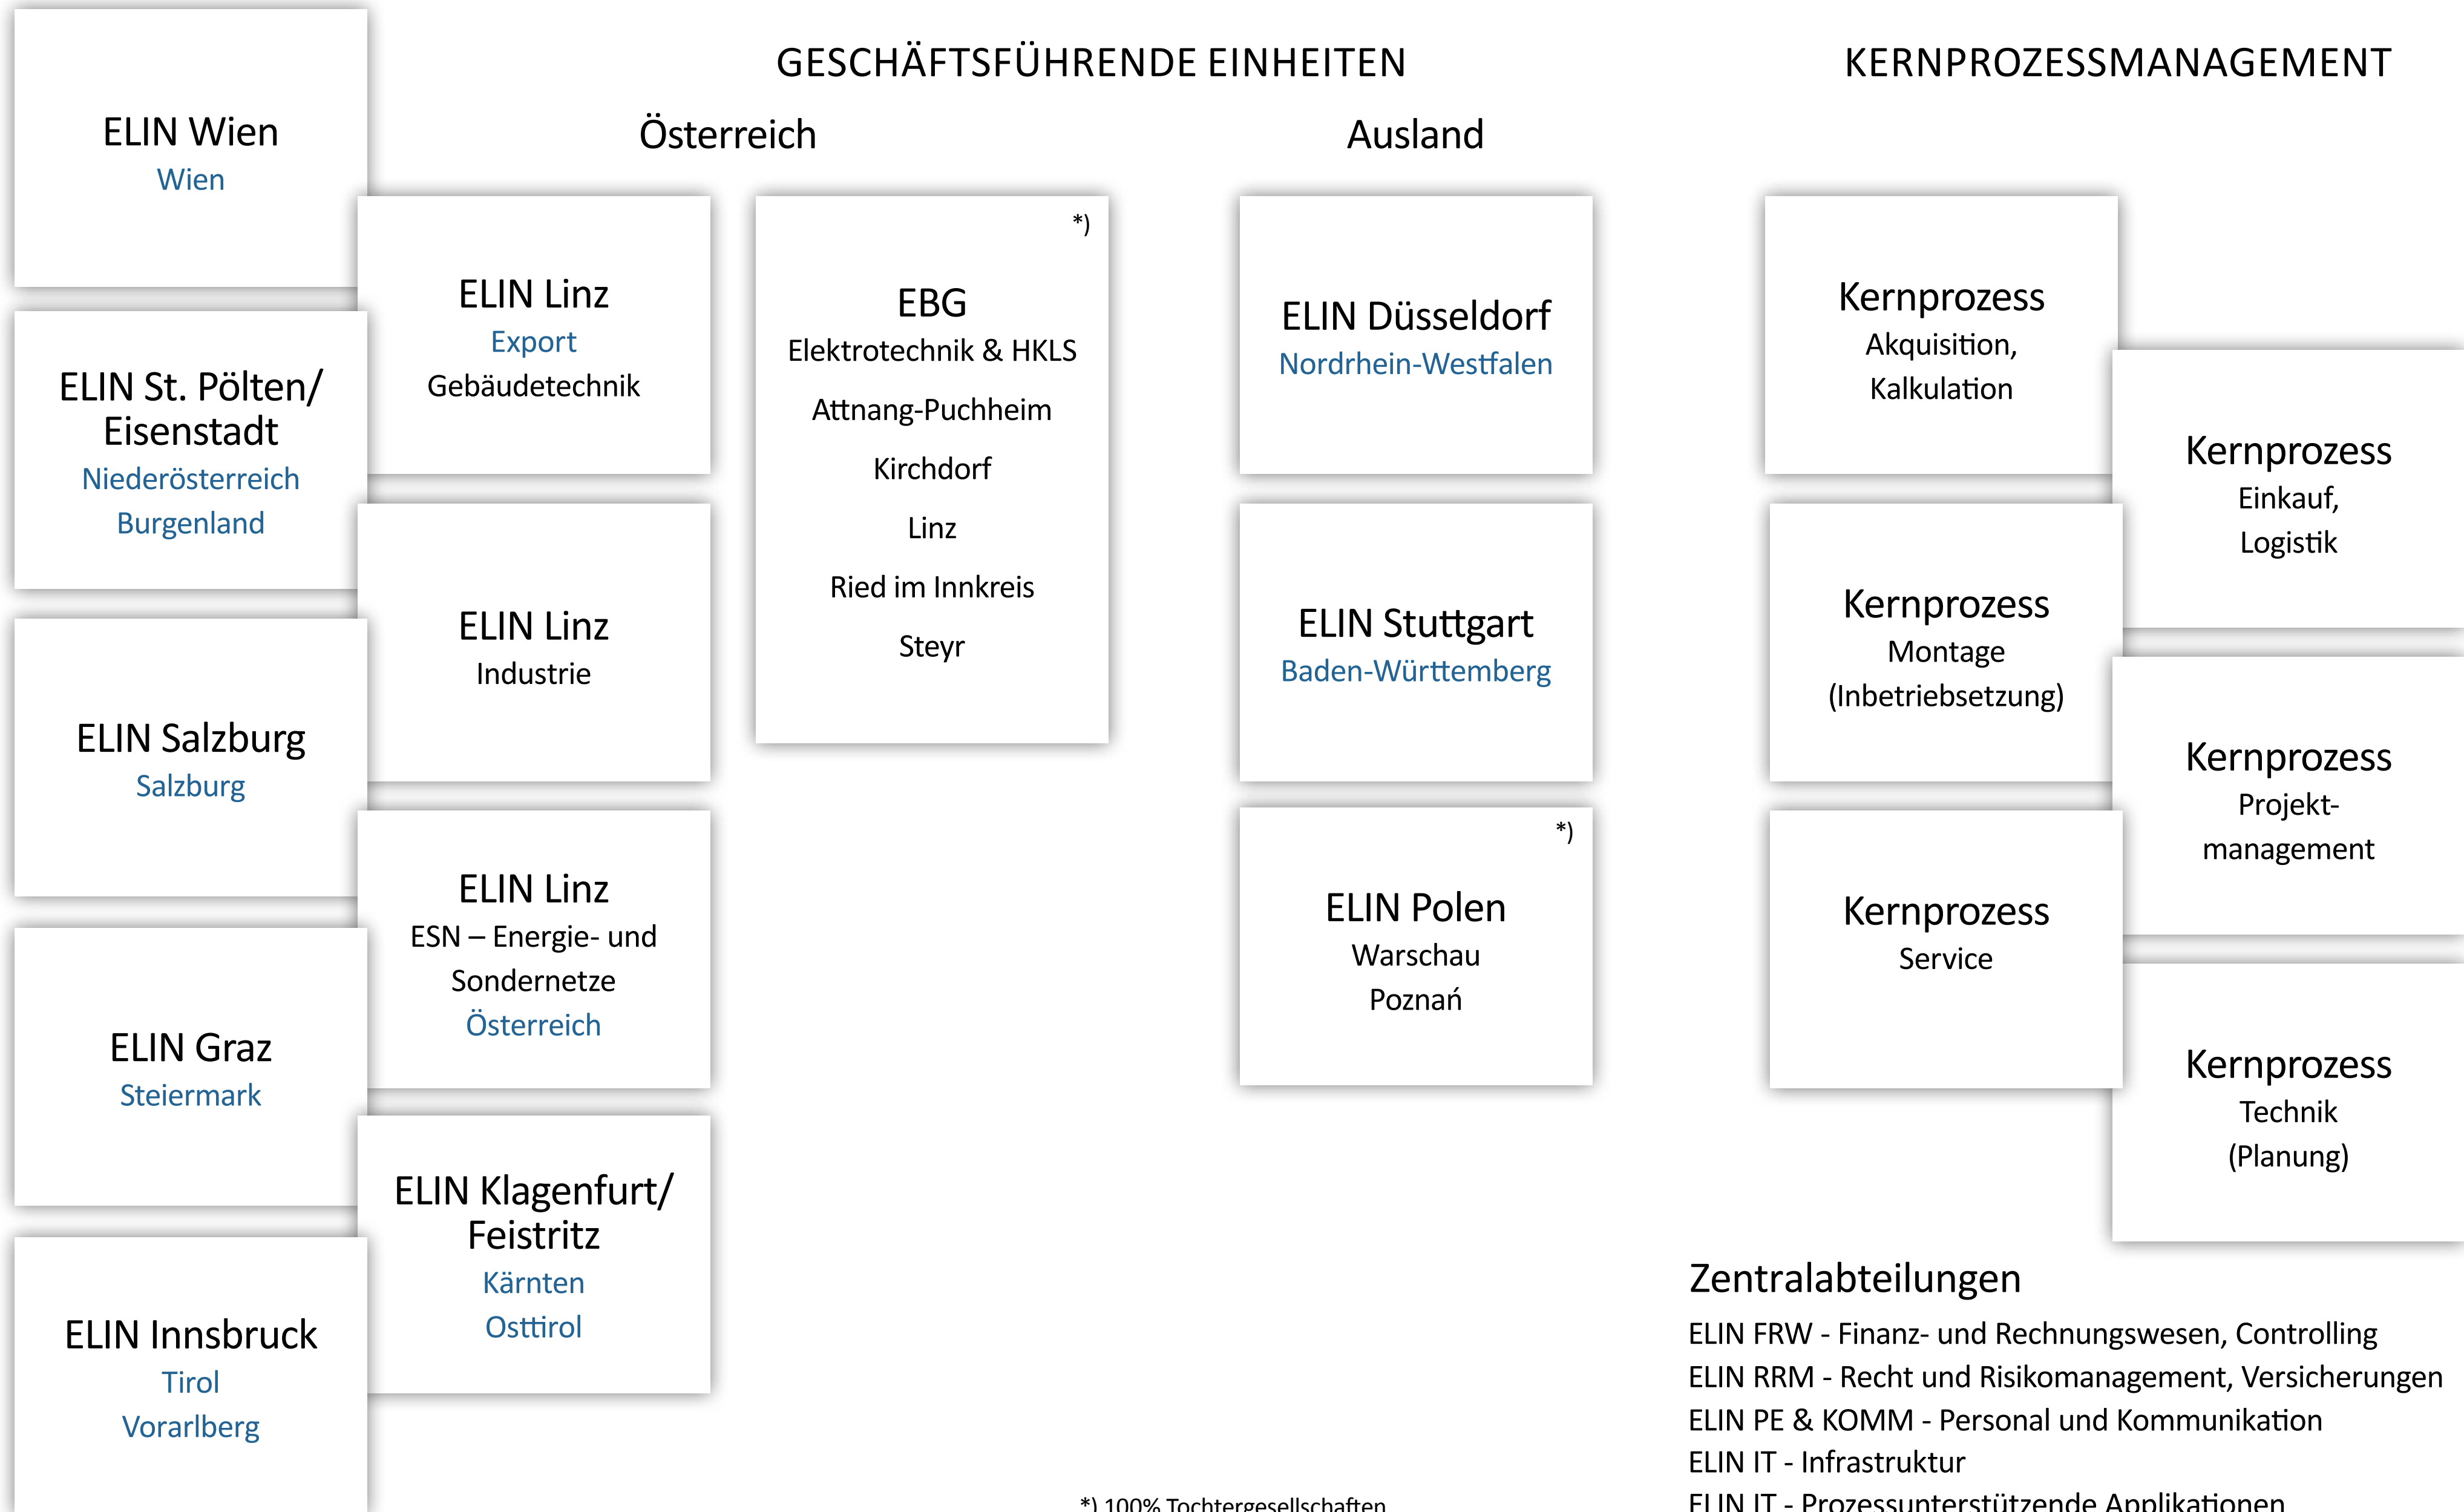 GESCHÄFTSFÜHRENDE EINHEITEN
Österreich
ELIN Wien
Wien
ELIN St. Pölten/
Eisenstadt
Niederösterreich
Burgenland
ELIN Salzburg
Salzburg
ELIN Graz
Steiermark
ELIN Innsbruck
Tirol
Vorarlberg
ELIN Linz
Export
Gebäudetechnik
ELIN Linz
Industrie
ELIN Linz
ESN – Energie- und
Sondernetze
Österreich
ELIN Klagenfurt/
Feistritz
Kärnten
Osttirol
*)
EBG
Elektrotechnik & HKLS
Attnang-Puchheim
Kirchdorf
Linz
Ried im Innkreis
Steyr
Ausland
ELIN Düsseldorf
Nordrhein-Westfalen
ELIN Stuttgart
Baden-Württemberg
*)
ELIN Polen
Warschau
Poznań
KERNPROZESSMANAGEMENT
Kernprozess
Akquisition,
Kalkulation
Kernprozess
Einkauf,
Logistik
Kernprozess
Montage
(Inbetriebsetzung)
Kernprozess
Projekt-
management
Kernprozess
Service
Kernprozess
Technik
(Planung)
Zentralabteilungen
ELIN FRW - Finanz- und Rechnungswesen, Controlling
ELIN RRM - Recht und Risikomanagement, Versicherungen
ELIN PE & KOMM - Personal und Kommunikation
ELIN IT - Infrastruktur
ELIN IT - Prozessunterstützende Applikationen
*) 100% Tochtergesellschaften